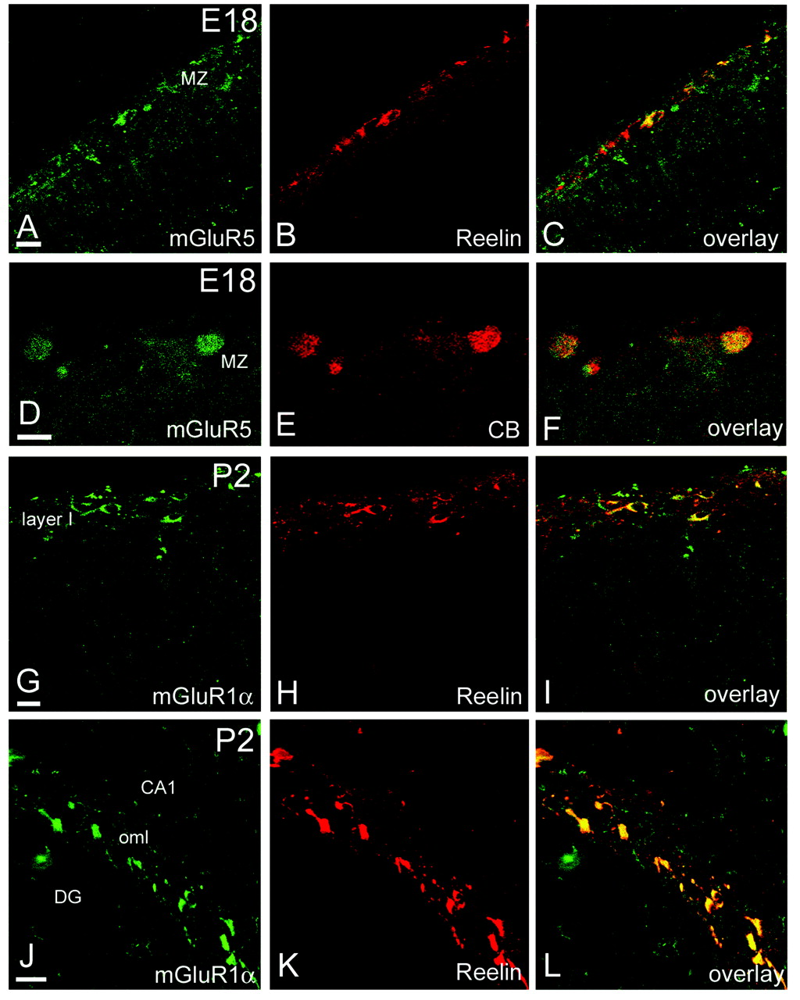 E18
MZ
A
mGluR5
B
Reelin
C
overlay
E18
MZ
D
mGluR5
E
CB
F
overlay
P2
layer I
G
mGluR1α
H
Reelin
I
overlay
P2
CA1
oml
DG
J
mGluR1α
K
Reelin
L
overlay